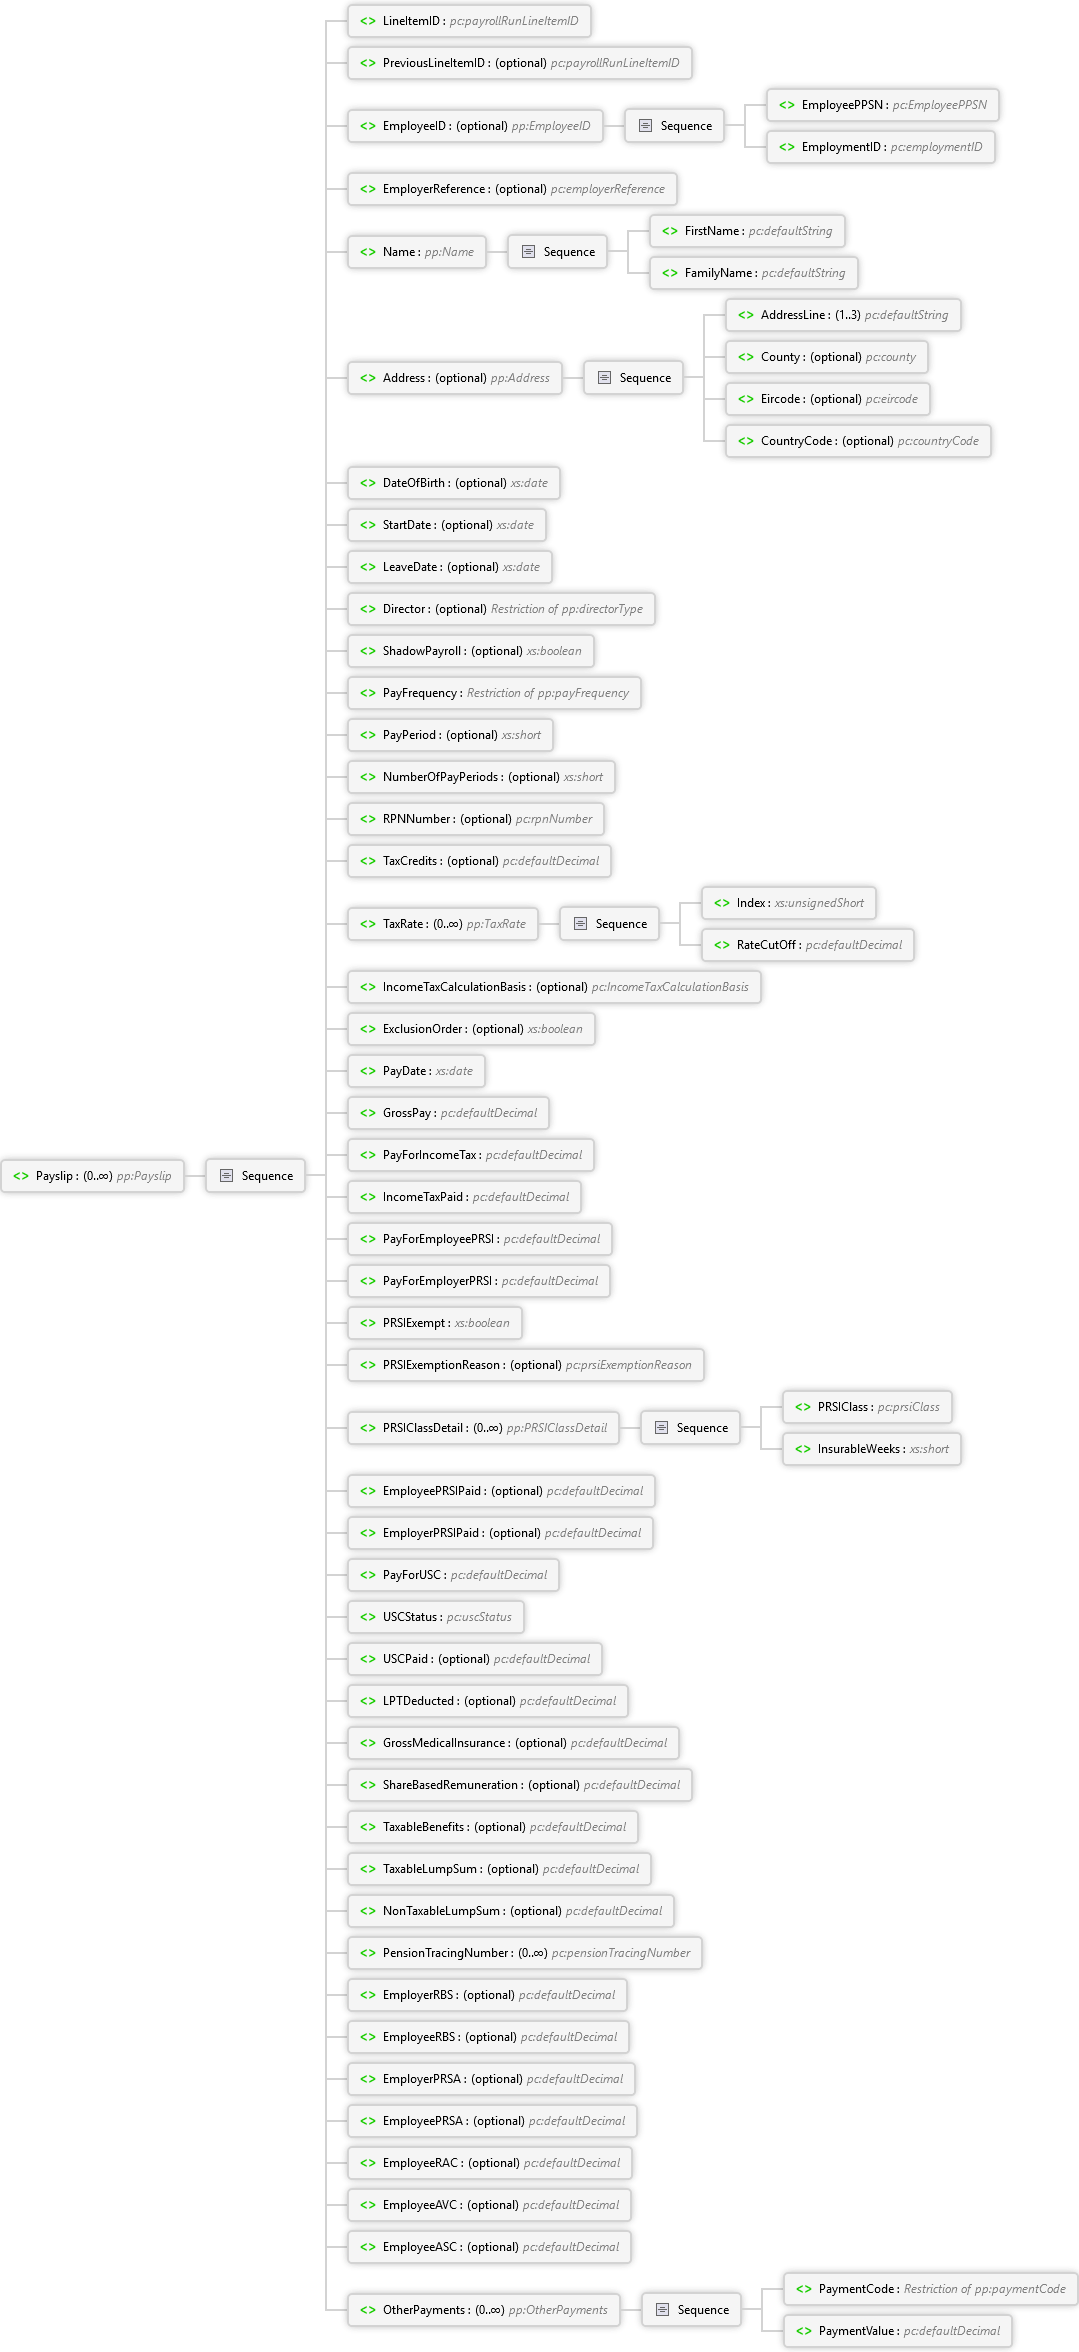 <> LineItemID : pc:payrollRunLineItemID
<> PreviousLineItemID : (optional) pc:payrollRunLineItemID
<> EmployeePPSN : pc:EmployeePPSN
<> EmployeeID : (optional) pp:EmployeeID Sequence
<> EmploymentID : pc:employmentID
<> EmployerReference : (optional) pc:employerReference
<> FirstName : pc:defaultString
<> Name : pp:Name Sequence
<> FamilyName : pc:defaultString
<> AddressLine : (1..3) pc:defaultString
<> County : (optional) pc:county
<> Address : (optional) pp:Address Sequence
<> Eircode : (optional) pc:eircode
<> CountryCode : (optional) pc:countryCode
<> DateOfBirth : (optional) xs:date
<> StartDate : (optional) xs:date
<> LeaveDate : (optional) xs:date
<> Director : (optional) Restriction of pp:directorType
<> ShadowPayroll : (optional) xs:boolean
<> PayFrequency : Restriction of pp:payFrequency
<> PayPeriod : (optional) xs:short
<> NumberOfPayPeriods : (optional) xs:short
<> RPNNumber : (optional) pc:rpnNumber
<> TaxCredits : (optional) pc:defaultDecimal
<> Index : xs:unsignedShort
<> TaxRate : (0..∞) pp:TaxRate Sequence
<> RateCutOff : pc:defaultDecimal
<> IncomeTaxCalculationBasis : (optional) pc:IncomeTaxCalculationBasis
<> ExclusionOrder : (optional) xs:boolean
<> PayDate : xs:date
<> GrossPay : pc:defaultDecimal
<> PayForIncomeTax : pc:defaultDecimal
<> Payslip : (0..∞) pp:Payslip Sequence
<> IncomeTaxPaid : pc:defaultDecimal
<> PayForEmployeePRSI : pc:defaultDecimal
<> PayForEmployerPRSI : pc:defaultDecimal
<> PRSIExempt : xs:boolean
<> PRSIExemptionReason : (optional) pc:prsiExemptionReason
<> PRSIClass : pc:prsiClass
<> PRSIClassDetail : (0..∞) pp:PRSIClassDetail Sequence
<> InsurableWeeks : xs:short
<> EmployeePRSIPaid : (optional) pc:defaultDecimal
<> EmployerPRSIPaid : (optional) pc:defaultDecimal
<> PayForUSC : pc:defaultDecimal
<> USCStatus : pc:uscStatus
<> USCPaid : (optional) pc:defaultDecimal
<> LPTDeducted : (optional) pc:defaultDecimal
<> GrossMedicalInsurance : (optional) pc:defaultDecimal
<> ShareBasedRemuneration : (optional) pc:defaultDecimal
<> TaxableBenefits : (optional) pc:defaultDecimal
<> TaxableLumpSum : (optional) pc:defaultDecimal
<> NonTaxableLumpSum : (optional) pc:defaultDecimal
<> PensionTracingNumber : (0..∞) pc:pensionTracingNumber
<> EmployerRBS : (optional) pc:defaultDecimal
<> EmployeeRBS : (optional) pc:defaultDecimal
<> EmployerPRSA : (optional) pc:defaultDecimal
<> EmployeePRSA : (optional) pc:defaultDecimal
<> EmployeeRAC : (optional) pc:defaultDecimal
<> EmployeeAVC : (optional) pc:defaultDecimal
<> EmployeeASC : (optional) pc:defaultDecimal
<> PaymentCode : Restriction of pp:paymentCode
<> OtherPayments : (0..∞) pp:OtherPayments Sequence
<> PaymentValue : pc:defaultDecimal